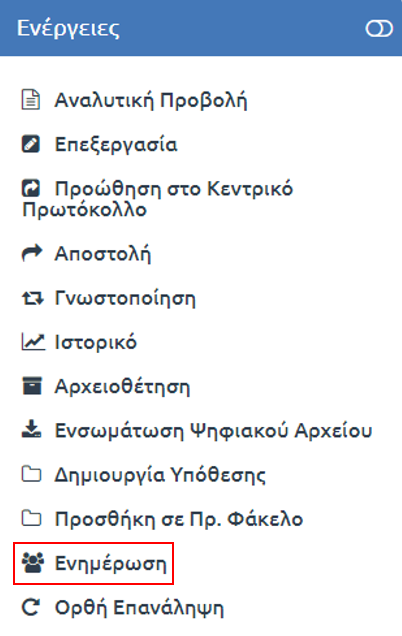 Ενέργειες
Αναλυτική Προβολή
Επεξεργασία
Προώθηση στο Κεντρικό
Πρωτόκολλο
Αποστολή
Γνωστοποίηση
Ιστορικό
Αρχειοθέτηση
Ενσωμάτωση Ψηφιακού Αρχείου
Δημιουργία Υπόθεσης
Προσθήκη σε Πρ. Φάκελο
Ενημέρωση
Ορθή Επανάληψη